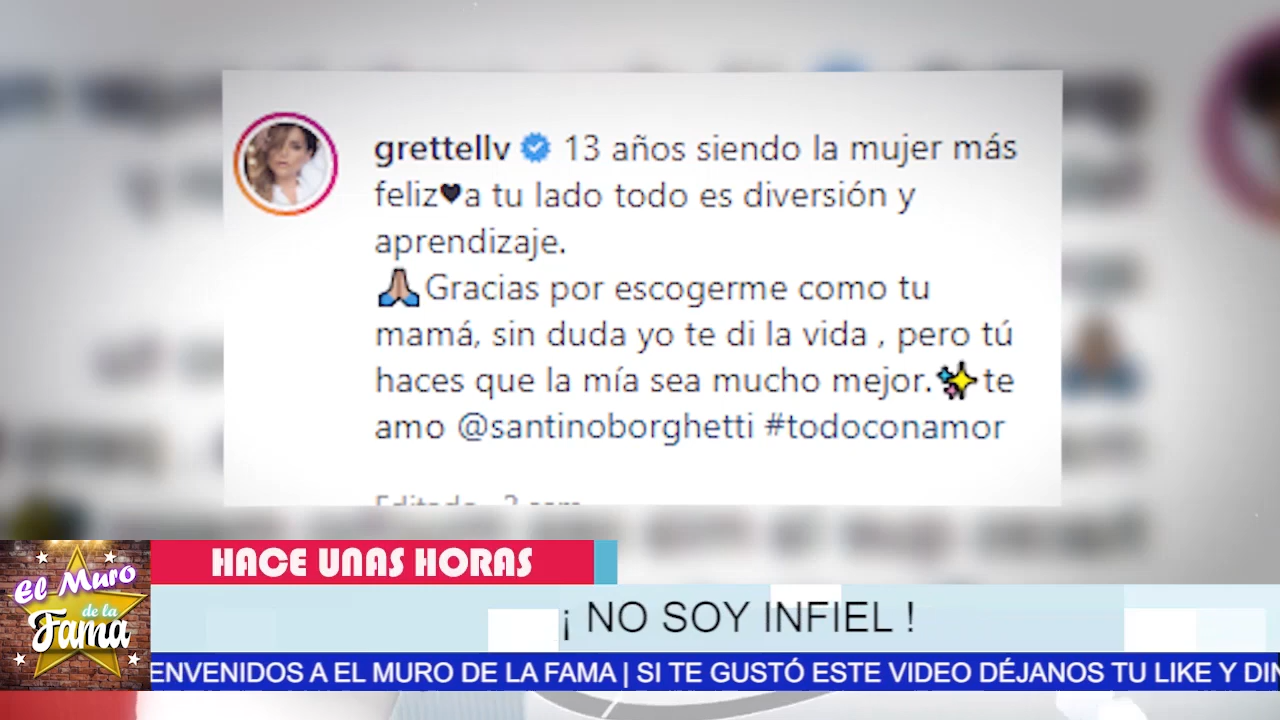 grettellv 13 años siendo la mujer más
feliz🖤a tu lado todo es diversión y
aprendizaje.
🙏🏽Gracias por escogerme como tu
mamá, sin duda yo te di la vida , pero tú
haces que la mía sea mucho mejor.✨te
amo @santinoborghetti #todoconamor
HACE UNAS HORAS
¡ NO SOY INFIEL !
El Muro
de la
Fama
ENVENIDOS A EL MURO DE LA FAMA | SI TE GUSTÓ ESTE VIDEO DÉJANOS TU LIKE Y DIN